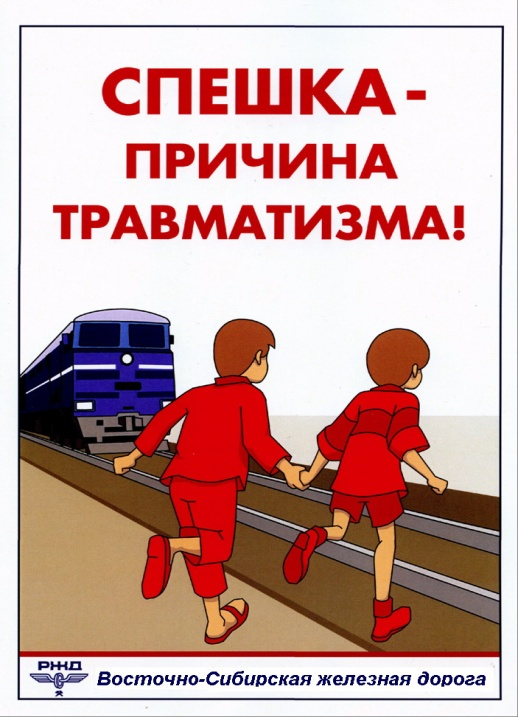 СПЕШКА -
ПРИЧИНА
ТРАВМАТИЗМА!
РЖД
Восточно-Сибирская железная дорога